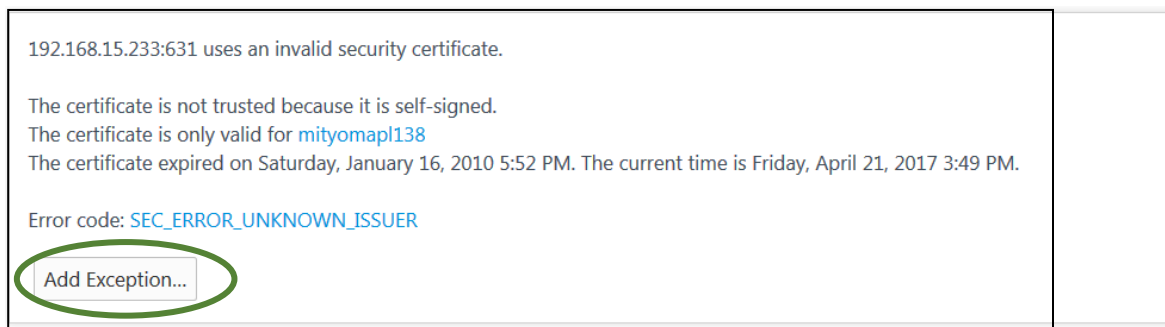 192.168.15.233:631 uses an invalid security certificate.
The certificate is not trusted because it is self-signed.
The certificate is only valid for mityomapl138
The certificate expired on Saturday, January 16, 2010 5:52 PM. The current time is Friday, April 21, 2017 3:49 PM.
Error code: SEC_ERROR_UNKNOWN_ISSUER
Add Exception...